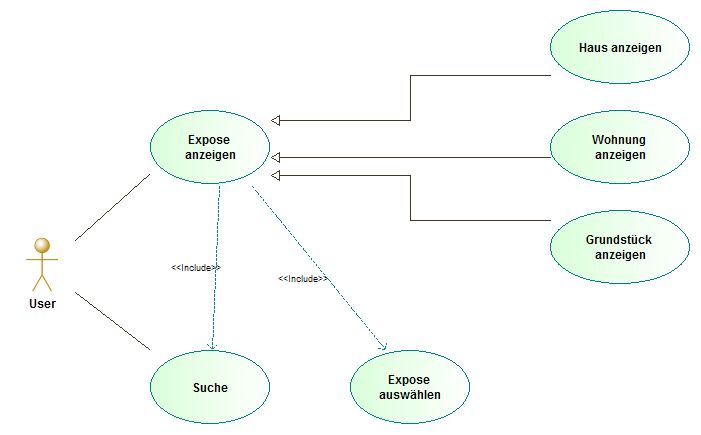 Haus anzeigen
Expose
anzeigen
Wohnung
anzeigen
Grundstück
anzeigen
<<Include>>
<<Include>>
User
Suche
Expose
auswählen